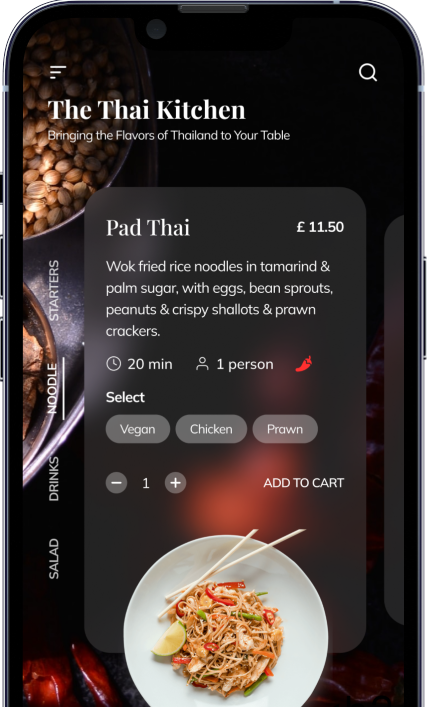 The Thai Kitchen
Bringing the Flavors of Thailand to Your Table
Pad Thai
£ 11.50
Wok fried rice noodles in tamarind &
palm sugar, with eggs, bean sprouts,
peanuts & crispy shallots & prawn
crackers.
20 min
1 person
Select
Vegan
Chicken
Prawn
1
ADD TO CART
STARTERS
NOODLE
DRINKS
SALAD